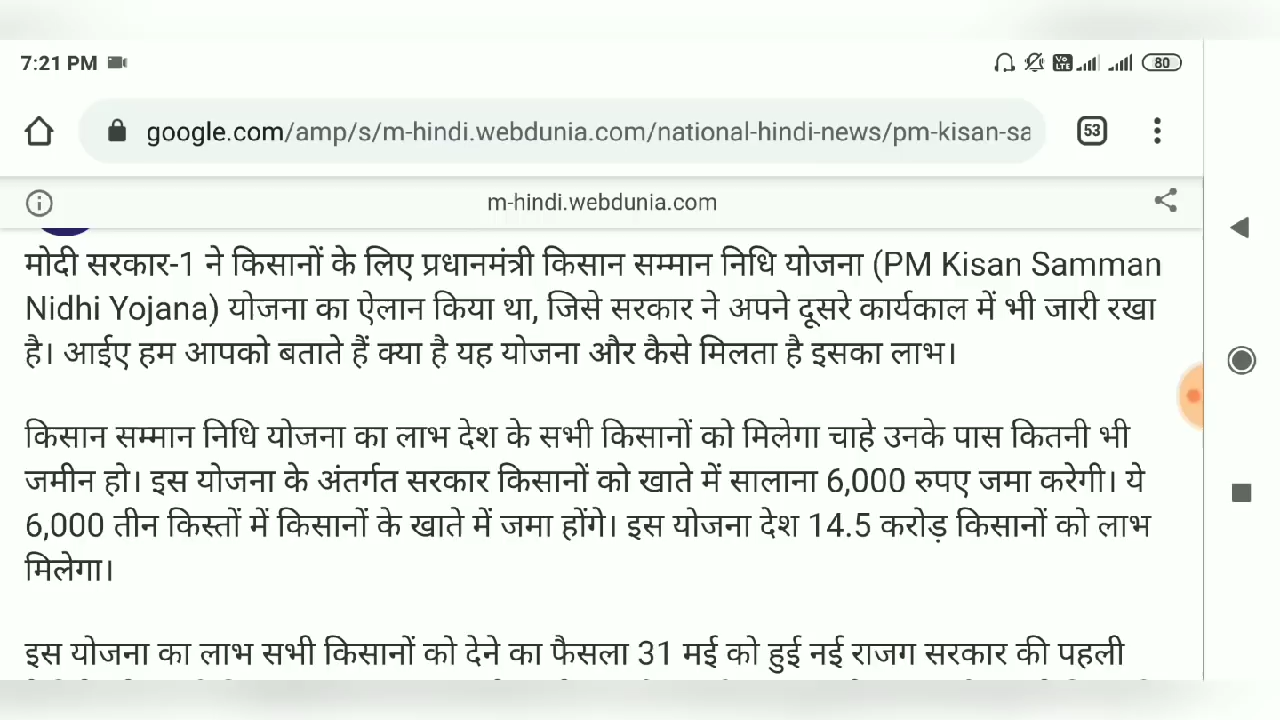 7:21 PM
Vo LTE
80
google.com/amp/s/m-hindi.webdunia.com/national-hindi-news/pm-kisan-sa
53
m-hindi.webdunia.com
मोदी सरकार-1 ने किसानों के लिए प्रधानमंत्री किसान सम्मान निधि योजना (PM Kisan Samman
Nidhi Yojana) योजना का ऐलान किया था, जिसे सरकार ने अपने दूसरे कार्यकाल में भी जारी रखा
है। आईए हम आपको बताते हैं क्या है यह योजना और कैसे मिलता है इसका लाभ।
किसान सम्मान निधि योजना का लाभ देश के सभी किसानों को मिलेगा चाहे उनके पास कितनी भी
जमीन हो। इस योजना के अंतर्गत सरकार किसानों को खाते में सालाना 6,000 रुपए जमा करेगी। ये
6,000 तीन किस्तों में किसानों के खाते में जमा होंगे। इस योजना देश 14.5 करोड़ किसानों को लाभ
मिलेगा।
इस योजना का लाभ सभी किसानों को देने का फैसला 31 मई को हुई नई राजग सरकार की पहली